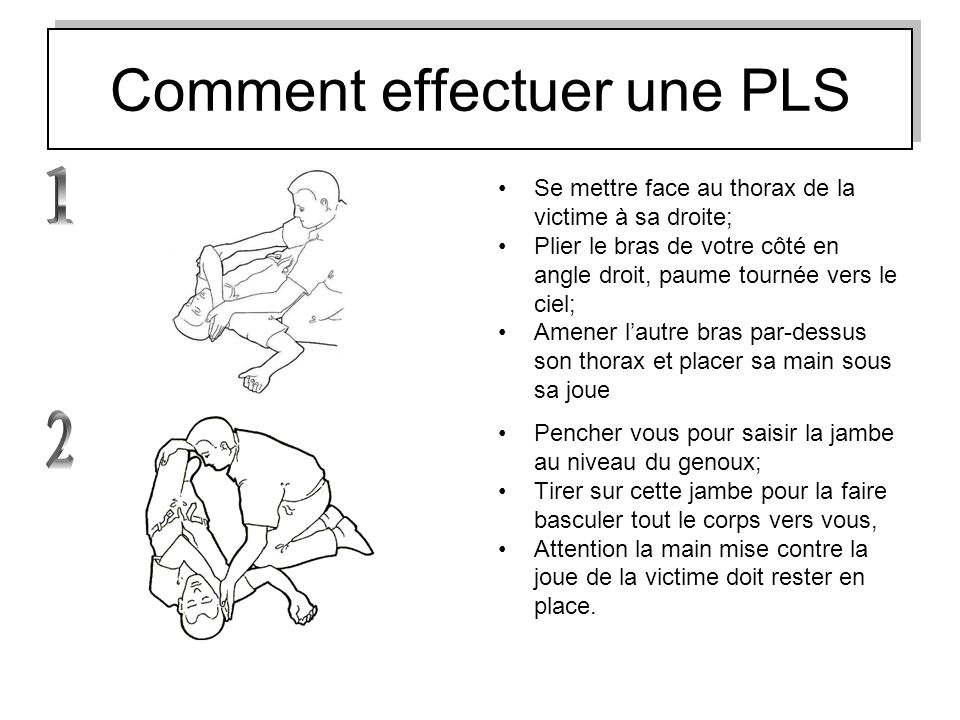 Comment effectuer une PLS
1
• Se mettre face au thorax de la
victime à sa droite;
• Plier le bras de votre côté en
angle droit, paume tournée vers le
ciel;
• Amener l’autre bras par-dessus
son thorax et placer sa main sous
sa joue
2
• Pencher vous pour saisir la jambe
au niveau du genoux;
• Tirer sur cette jambe pour la faire
basculer tout le corps vers vous,
• Attention la main mise contre la
joue de la victime doit rester en
place.